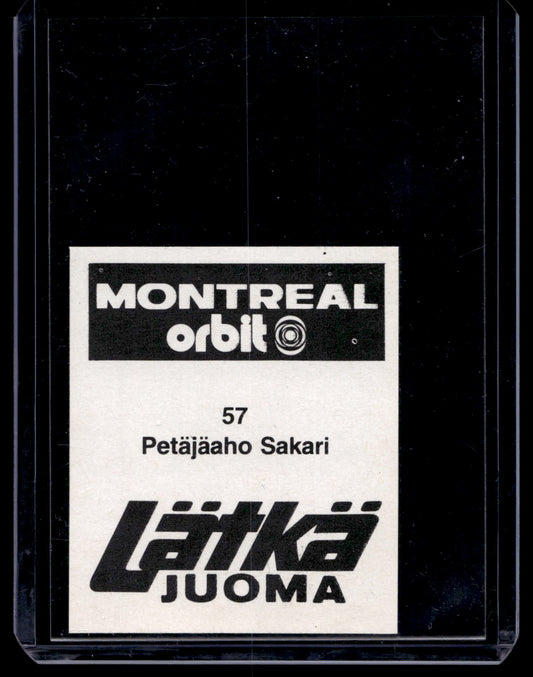 MONTREAL
orbit
57
Petäjäaho Sakari
Lätkä
JUOMA